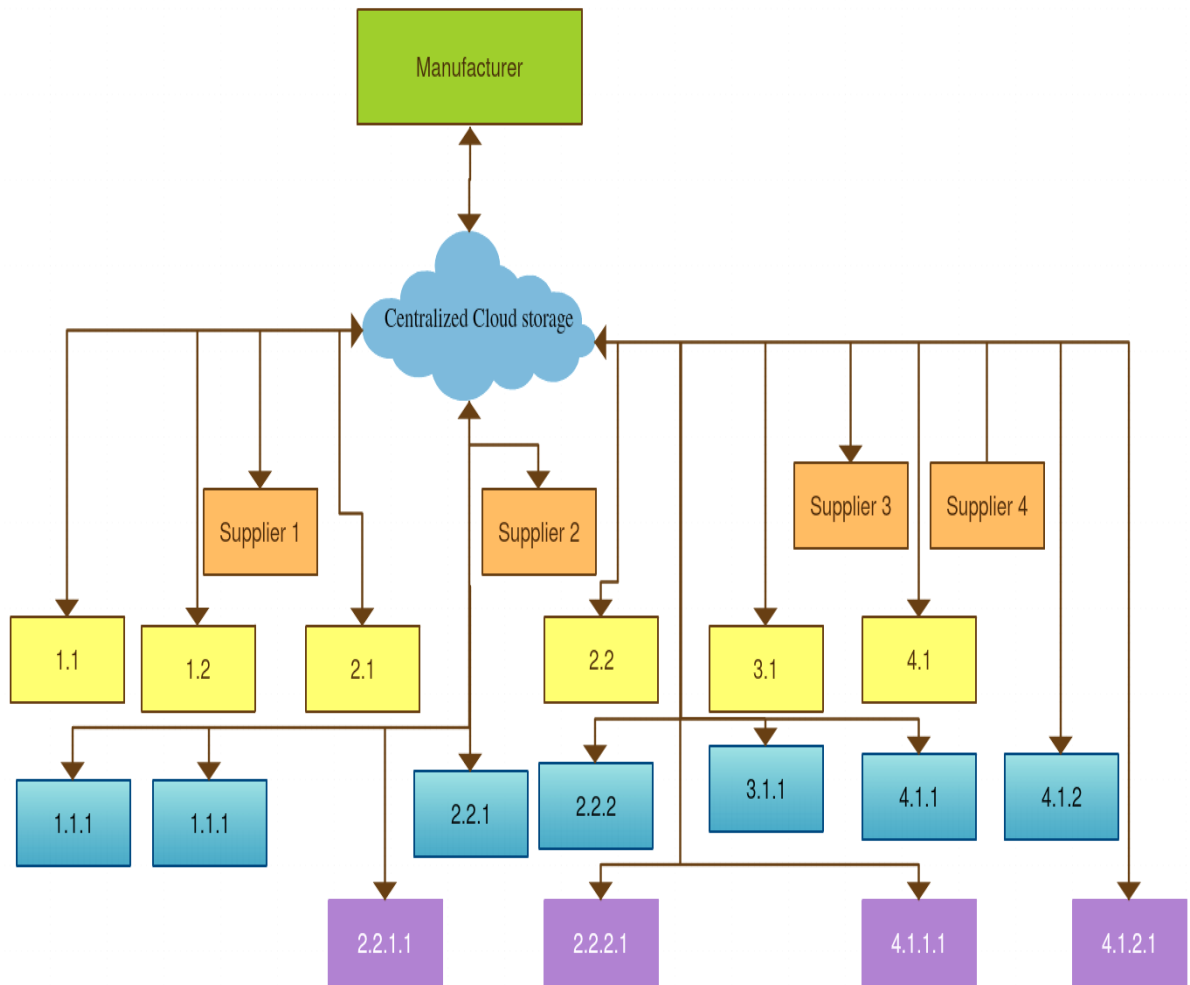 Manufacturer
Centralized Cloud storage
Supplier 1
Supplier 2
Supplier 3
Supplier 4
1.1
1.2
2.1
2.2
3.1
4.1
1.1.1
1.1.1
2.2.1
2.2.2
3.1.1
4.1.1
4.1.2
2.2.1.1
2.2.2.1
4.1.1.1
4.1.2.1